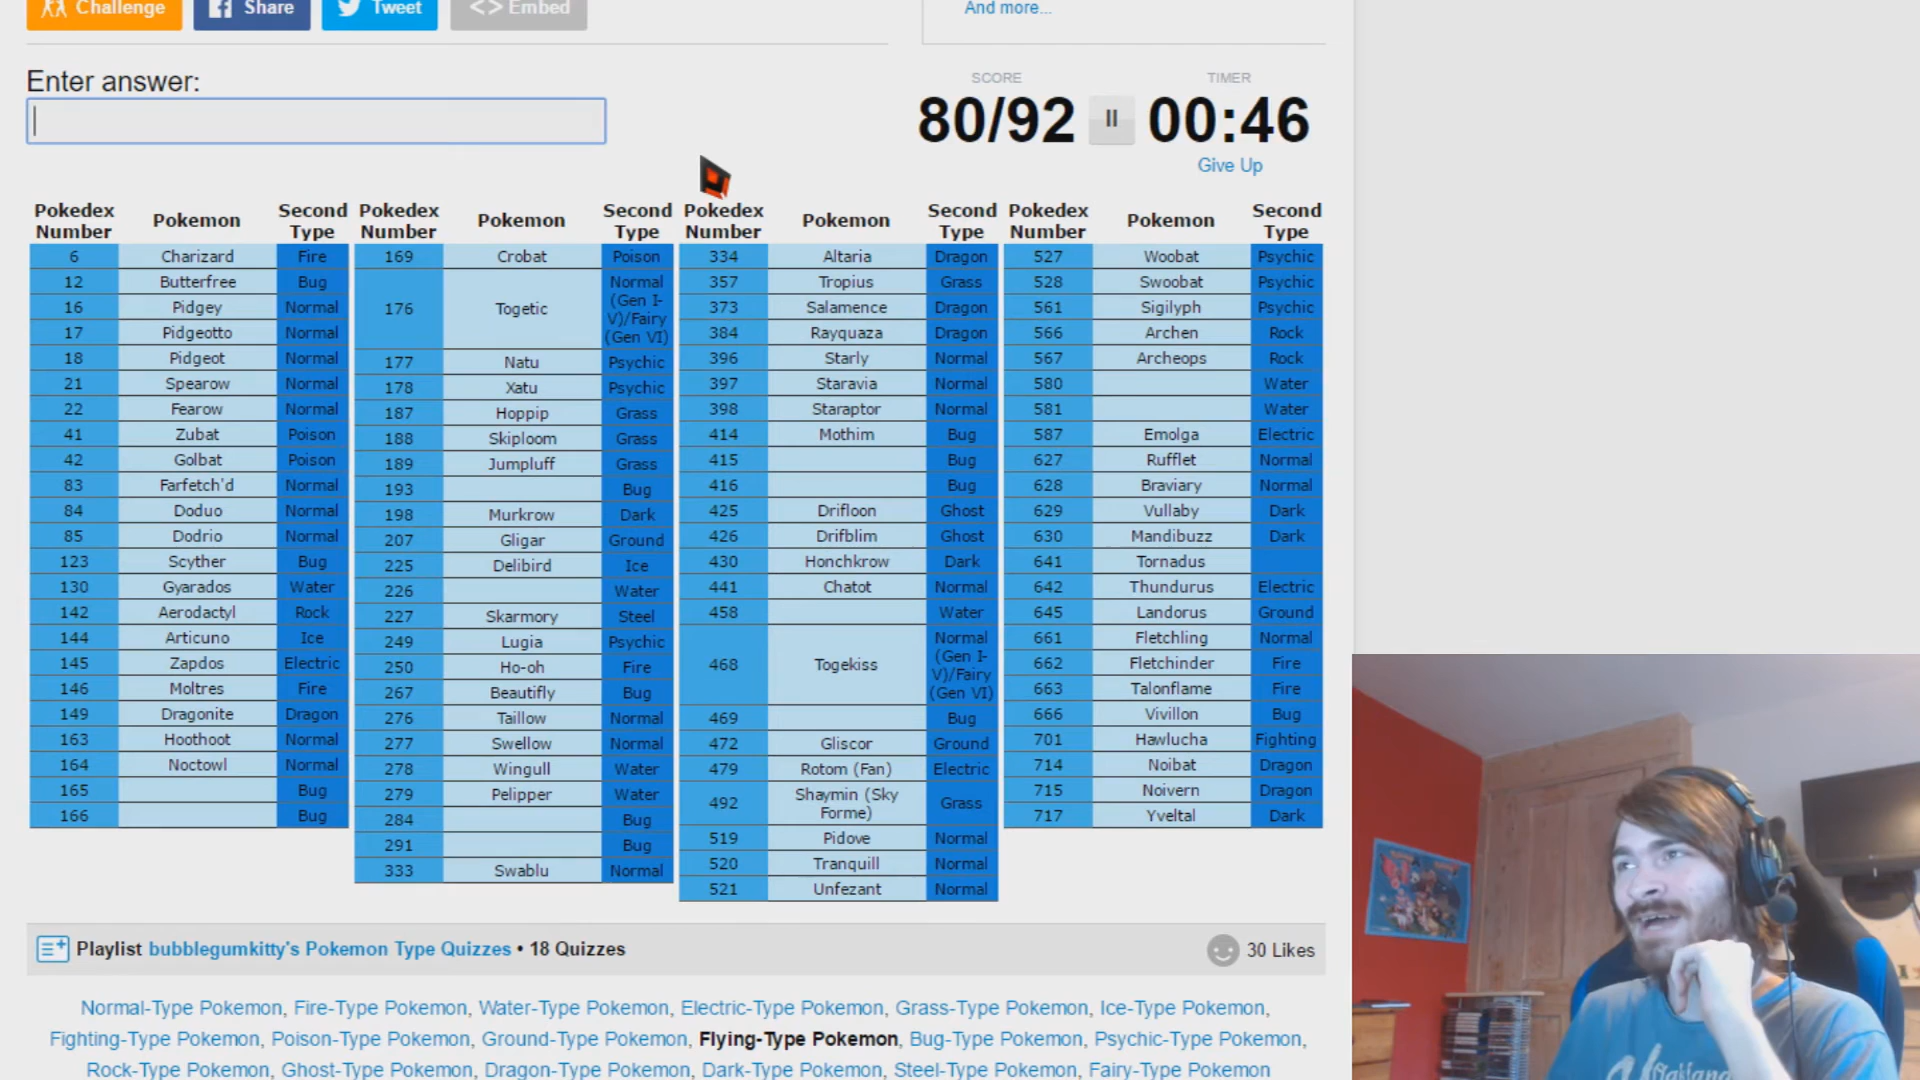 Challenge
Share
Tweet
<> Embed
And more...
Enter answer:
SCORE
80/92
TIMER
00:46
Give Up
Pokedex Number Pokemon Second Type
6 Charizard Fire
12 Butterfree Bug
16 Pidgey Normal
17 Pidgeotto Normal
18 Pidgeot Normal
21 Spearow Normal
22 Fearow Normal
41 Zubat Poison
42 Golbat Poison
83 Farfetch'd Normal
84 Doduo Normal
85 Dodrio Normal
123 Scyther Bug
130 Gyarados Water
142 Aerodactyl Rock
144 Articuno Ice
145 Zapdos Electric
146 Moltres Fire
149 Dragonite Dragon
163 Hoothoot Normal
164 Noctowl Normal
165 Bug
166 Bug
Pokedex Number Pokemon Second Type
169 Crobat Poison
176 Togetic Normal (Gen I-V)/Fairy (Gen VI)
177 Natu Psychic
178 Xatu Psychic
187 Hoppip Grass
188 Skiploom Grass
189 Jumpluff Grass
193 Bug
198 Murkrow Dark
207 Gligar Ground
225 Delibird Ice
226 Water
227 Skarmory Steel
249 Lugia Psychic
250 Ho-oh Fire
267 Beautifly Bug
276 Taillow Normal
277 Swellow Normal
278 Wingull Water
279 Pelipper Water
284 Bug
291 Bug
333 Swablu Normal
Pokedex Number Pokemon Second Type
334 Altaria Dragon
357 Tropius Grass
373 Salamence Dragon
384 Rayquaza Dragon
396 Starly Normal
397 Staravia Normal
398 Staraptor Normal
414 Mothim Bug
415 Bug
416 Bug
425 Drifloon Ghost
426 Drifblim Ghost
430 Honchkrow Dark
441 Chatot Normal
458 Water
468 Togekiss Normal (Gen I-V)/Fairy (Gen VI)
469 Bug
472 Gliscor Ground
479 Rotom (Fan) Electric
492 Shaymin (Sky Forme) Grass
519 Pidove Normal
520 Tranquill Normal
521 Unfezant Normal
Pokedex Number Pokemon Second Type
527 Woobat Psychic
528 Swoobat Psychic
561 Sigilyph Psychic
566 Archen Rock
567 Archeops Rock
580 Water
581 Water
587 Emolga Electric
627 Rufflet Normal
628 Braviary Normal
629 Vullaby Dark
630 Mandibuzz Dark
641 Tornadus
642 Thundurus Electric
645 Landorus Ground
661 Fletchling Normal
662 Fletchinder Fire
663 Talonflame Fire
666 Vivillon Bug
701 Hawlucha Fighting
714 Noibat Dragon
715 Noivern Dragon
717 Yveltal Dark
Playlist bubblegumkitty's Pokemon Type Quizzes • 18 Quizzes
30 Likes
Normal-Type Pokemon, Fire-Type Pokemon, Water-Type Pokemon, Electric-Type Pokemon, Grass-Type Pokemon, Ice-Type Pokemon,
Fighting-Type Pokemon, Poison-Type Pokemon, Ground-Type Pokemon, Flying-Type Pokemon, Bug-Type Pokemon, Psychic-Type Pokemon,
Rock-Type Pokemon, Ghost-Type Pokemon, Dragon-Type Pokemon, Dark-Type Pokemon, Steel-Type Pokemon, Fairy-Type Pokemon